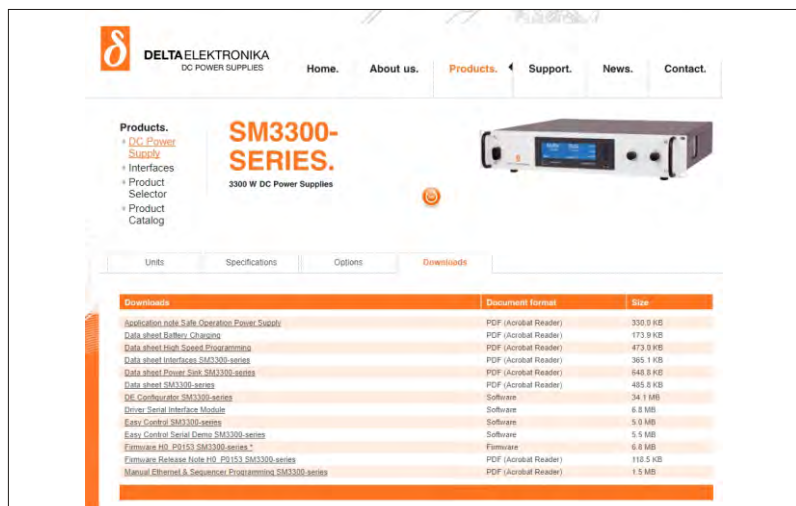 δ
DELTAELEKTRONIKA
DC POWER SUPPLIES
Home. About us. Products. Support. News. Contact.
Products.
DC Power
Supply
Interfaces
Product
Selector
Product
Catalog
SM3300-
SERIES.
3300 W DC Power Supplies
Units Specifications Options Downloads
Downloads Document format Size
Application note Safe Operation Power Supply PDF (Acrobat Reader) 330.0 KB
Data sheet Battery Charging PDF (Acrobat Reader) 173.9 KB
Data sheet High Speed Programming PDF (Acrobat Reader) 473.0 KB
Data sheet Interfaces SM3300-series PDF (Acrobat Reader) 365.1 KB
Data sheet Power Sink SM3300-series PDF (Acrobat Reader) 648.8 KB
Data sheet SM3300-series PDF (Acrobat Reader) 485.8 KB
DE Configurator SM3300-series Software 34.1 MB
Driver Serial Interface Module Software 6.8 MB
Easy Control SM3300-series Software 5.0 MB
Easy Control Serial Demo SM3300-series Software 5.5 MB
Firmware H0_P0153 SM3300-series * Firmware 6.8 MB
Firmware Release Note H0_P0153 SM3300-series PDF (Acrobat Reader) 118.5 KB
Manual Ethernet & Sequencer Programming SM3300-series PDF (Acrobat Reader) 1.5 MB